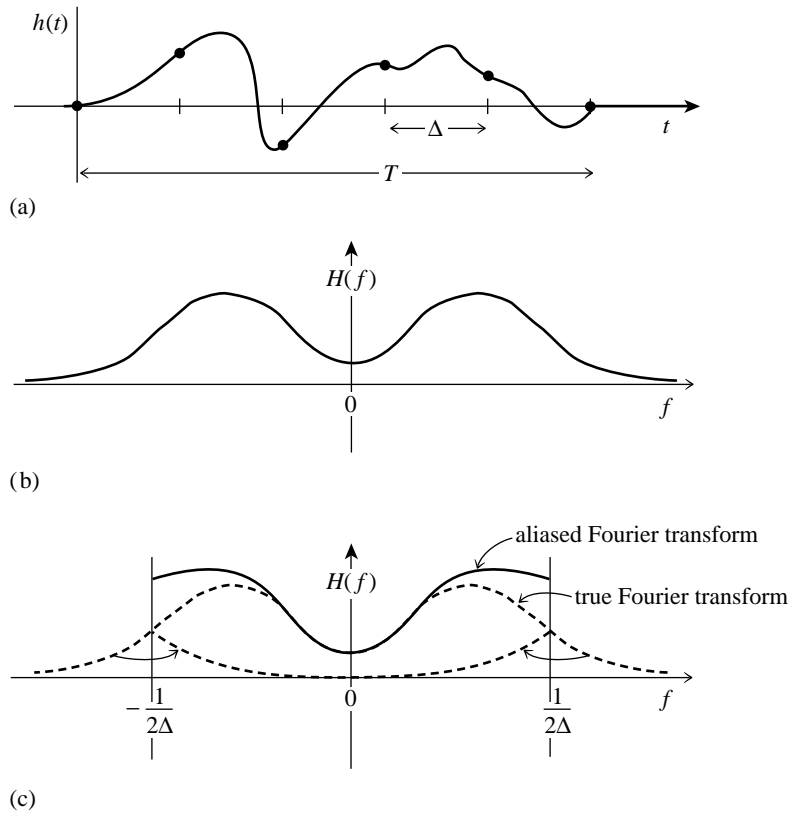 h(t)
Δ
t
T
(a)
H(f)
0
f
(b)
aliased Fourier transform
H(f)
true Fourier transform
− 1/2Δ
0
1/2Δ
f
(c)